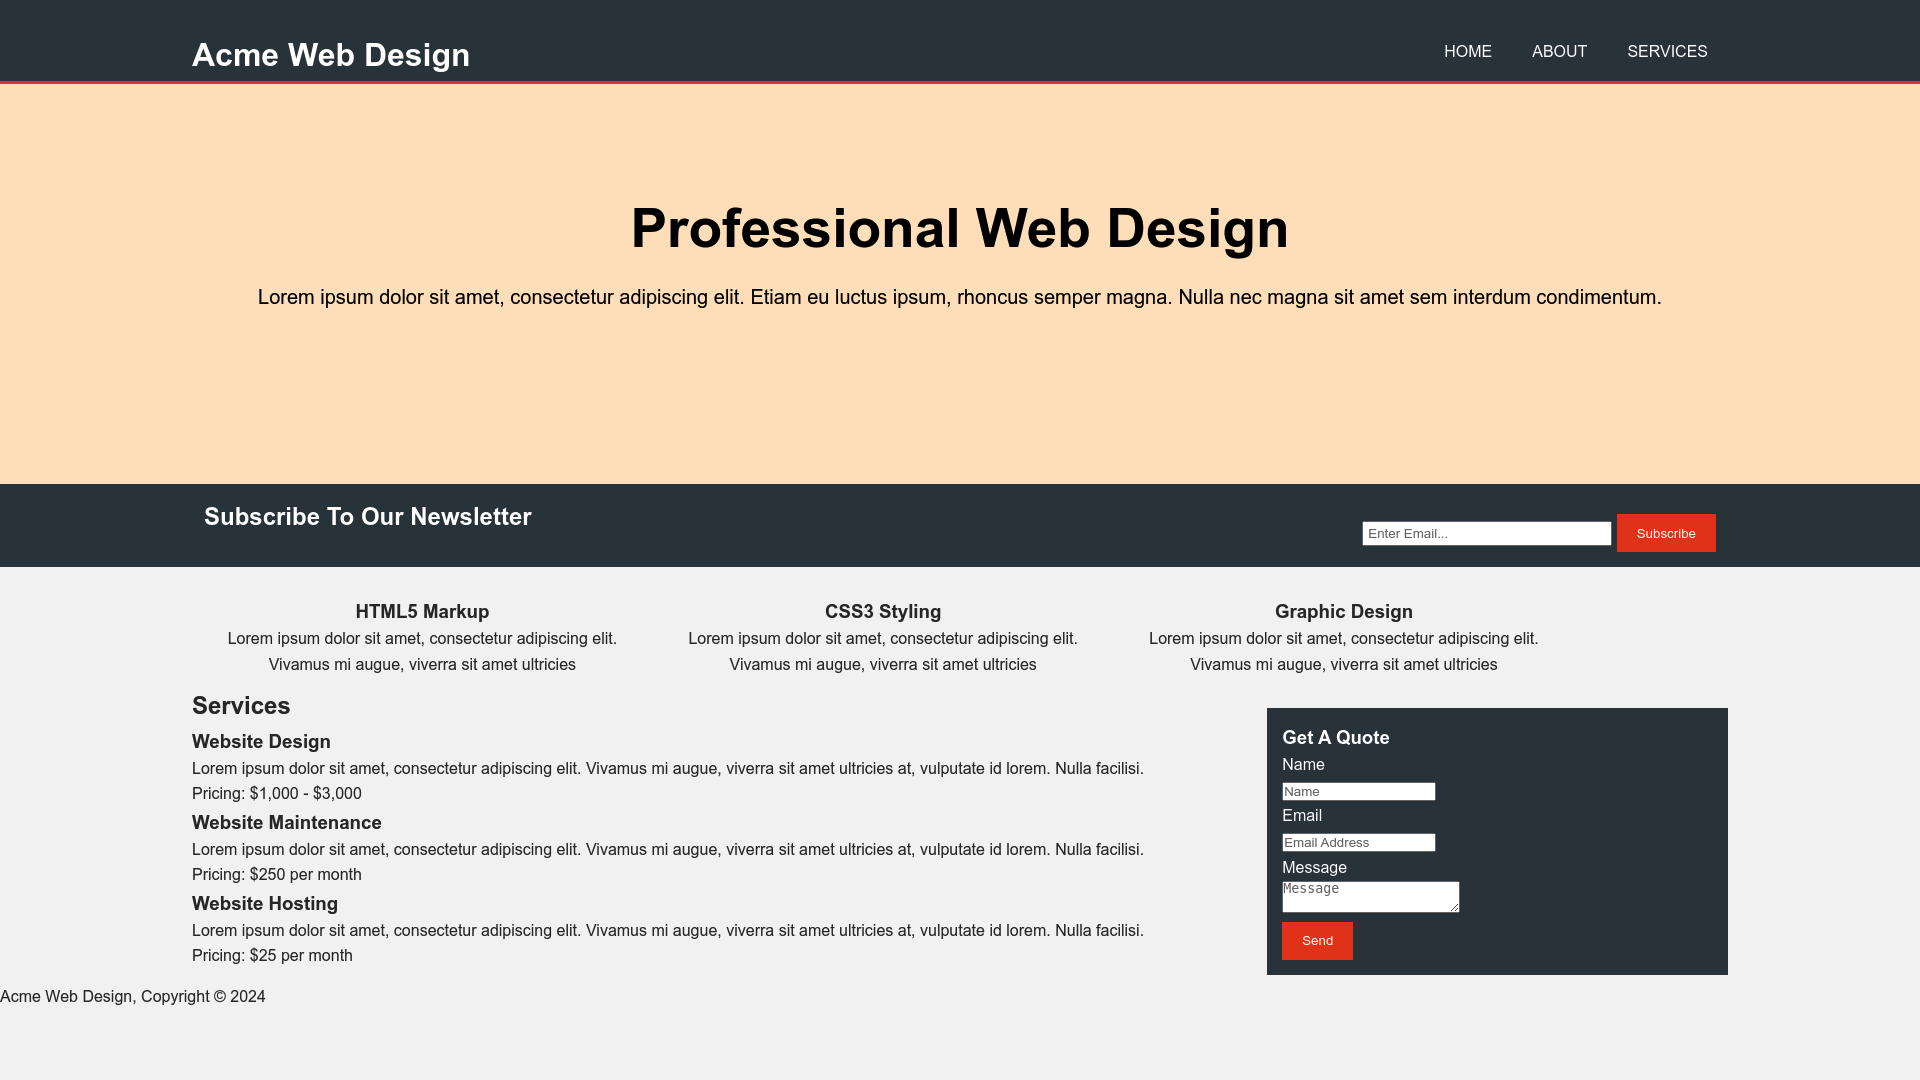 Acme Web Design
HOME ABOUT SERVICES
Professional Web Design
Lorem ipsum dolor sit amet, consectetur adipiscing elit. Etiam eu luctus ipsum, rhoncus semper magna. Nulla nec magna sit amet sem interdum condimentum.
Subscribe To Our Newsletter
Enter Email... Subscribe
HTML5 Markup
Lorem ipsum dolor sit amet, consectetur adipiscing elit.
Vivamus mi augue, viverra sit amet ultricies
CSS3 Styling
Lorem ipsum dolor sit amet, consectetur adipiscing elit.
Vivamus mi augue, viverra sit amet ultricies
Graphic Design
Lorem ipsum dolor sit amet, consectetur adipiscing elit.
Vivamus mi augue, viverra sit amet ultricies
Services
Website Design
Lorem ipsum dolor sit amet, consectetur adipiscing elit. Vivamus mi augue, viverra sit amet ultricies at, vulputate id lorem. Nulla facilisi.
Pricing: $1,000 - $3,000
Website Maintenance
Lorem ipsum dolor sit amet, consectetur adipiscing elit. Vivamus mi augue, viverra sit amet ultricies at, vulputate id lorem. Nulla facilisi.
Pricing: $250 per month
Website Hosting
Lorem ipsum dolor sit amet, consectetur adipiscing elit. Vivamus mi augue, viverra sit amet ultricies at, vulputate id lorem. Nulla facilisi.
Pricing: $25 per month
Get A Quote
Name
Name
Email
Email Address
Message
Message
Send
Acme Web Design, Copyright © 2024